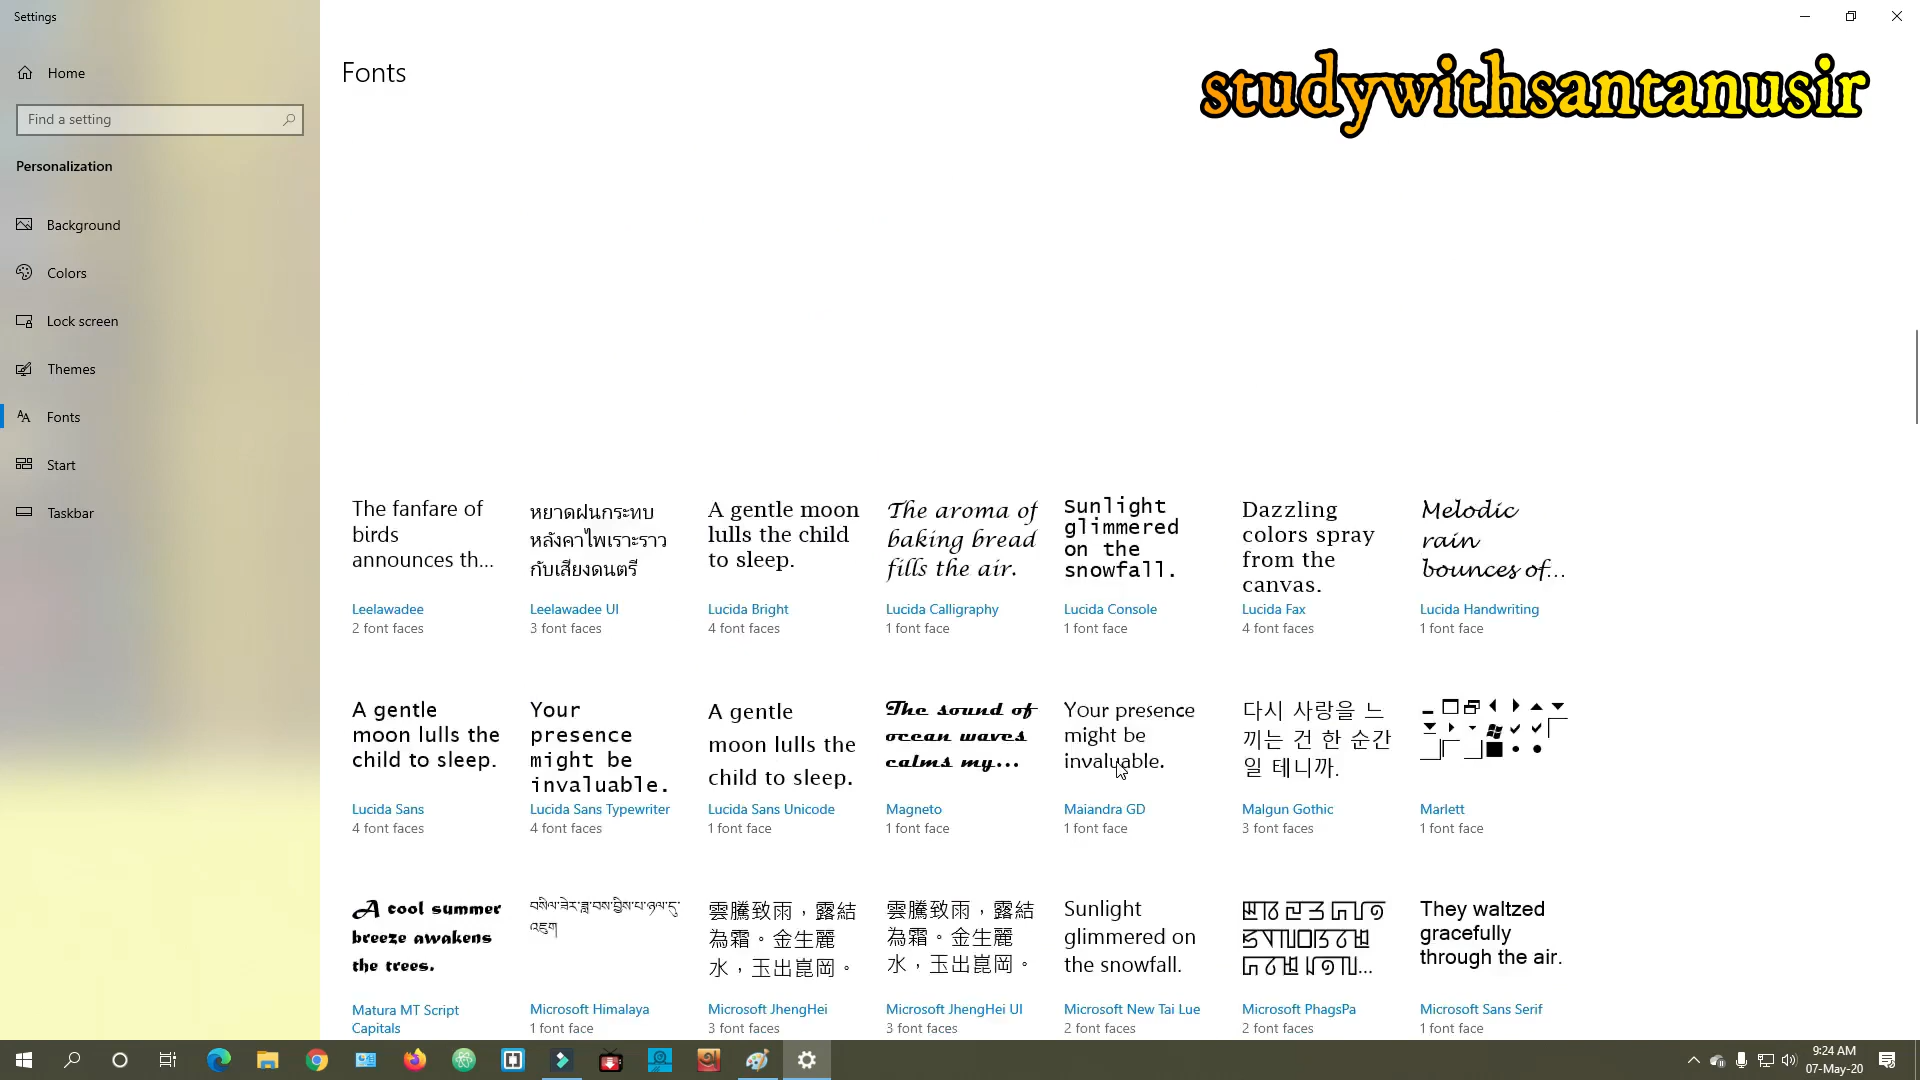 Settings
Home
Fonts
studywithsantanusir
Find a setting
Personalization
Background
Colors
Lock screen
Themes
Fonts
Start
Taskbar
The fanfare of
birds
announces th...
Leelawadee
2 font faces
หยาดฝนกระทบ
หลังคาไพเราะราว
กับเสียงดนตรี
Leelawadee UI
3 font faces
A gentle moon
lulls the child
to sleep.
Lucida Bright
4 font faces
The aroma of
baking bread
fills the air.
Lucida Calligraphy
1 font face
Sunlight
glimmered
on the
snowfall.
Lucida Console
1 font face
Dazzling
colors spray
from the
canvas.
Lucida Fax
4 font faces
Melodic
rain
bounces of...
Lucida Handwriting
1 font face
A gentle
moon lulls the
child to sleep.
Lucida Sans
4 font faces
Your
presence
might be
invaluable.
Lucida Sans Typewriter
4 font faces
A gentle
moon lulls the
child to sleep.
Lucida Sans Unicode
1 font face
The sound of
ocean waves
calms my...
Magneto
1 font face
Your presence
might be
invaluable.
Maiandra GD
1 font face
다시 사랑을 느
끼는 건 한 순간
일 테니까.
Malgun Gothic
3 font faces
Marlett
1 font face
A cool summer
breeze awakens
the trees.
Matura MT Script
Capitals
བསིལ་ཟེར་ཟླ་བས་བྱིས་པ་ཉལ་དུ་
འཇུག
Microsoft Himalaya
1 font face
雲騰致雨，露結
為霜。金生麗
水，玉出崑岡。
Microsoft JhengHei
3 font faces
雲騰致雨，露結
為霜。金生麗
水，玉出崑岡。
Microsoft JhengHei UI
3 font faces
Sunlight
glimmered on
the snowfall.
Microsoft New Tai Lue
2 font faces
Microsoft PhagsPa
2 font faces
They waltzed
gracefully
through the air.
Microsoft Sans Serif
1 font face
9:24 AM
07-May-20